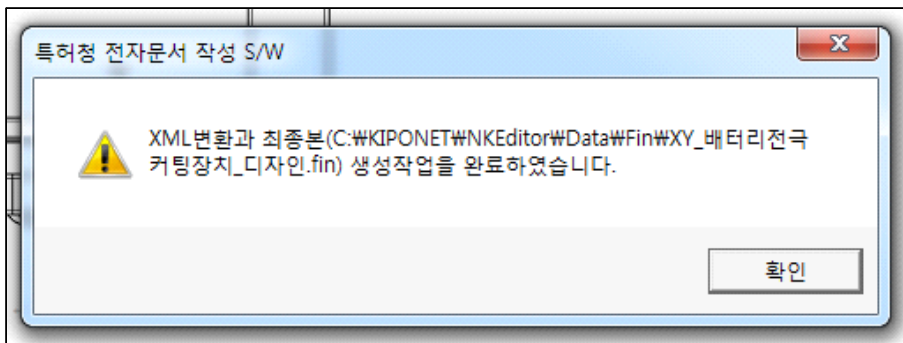 특허청 전자문서 작성 S/W
XML변환과 최종본(C:₩KIPONET₩NKEditor₩Data₩Fin₩XY_배터리전극
커팅장치_디자인.fin) 생성작업을 완료하였습니다.
확인